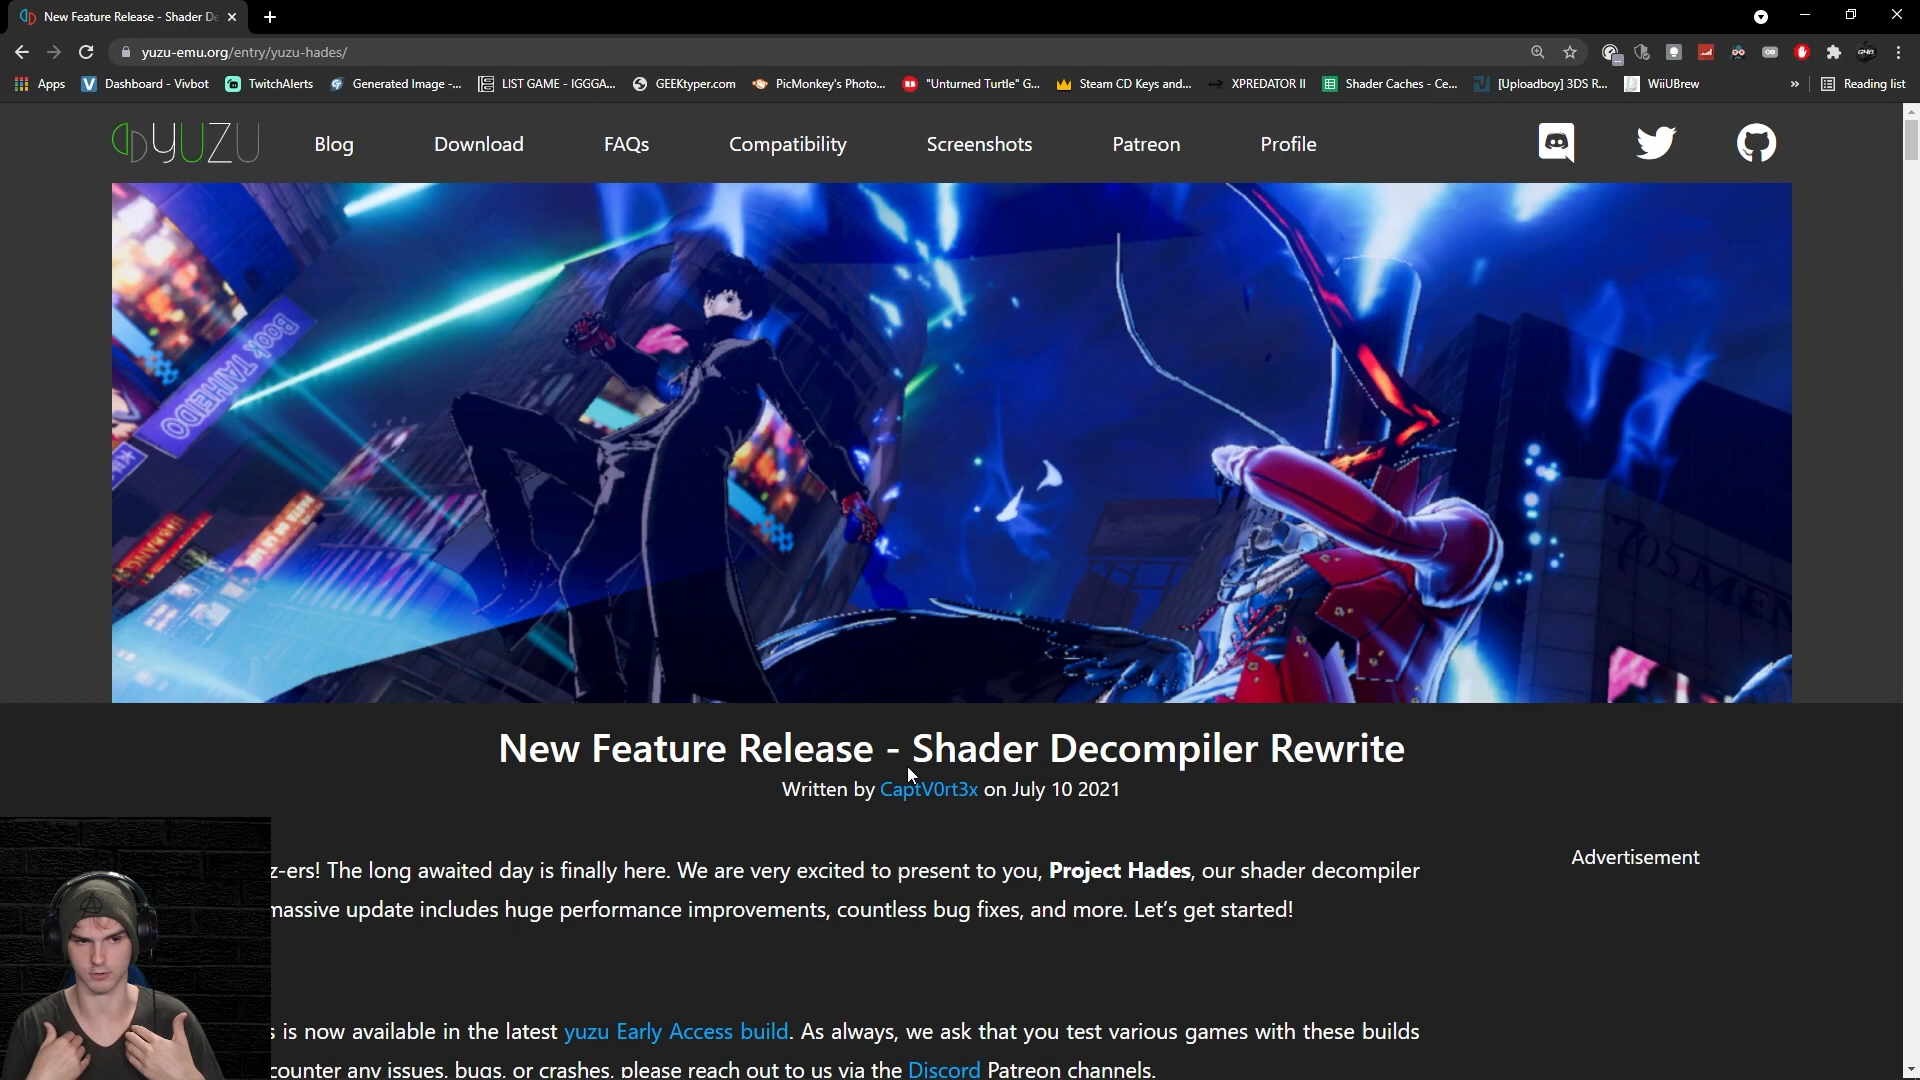 New Feature Release - Shader De
yuzu-emu.org/entry/yuzu-hades/
Apps Dashboard - Vivbot TwitchAlerts Generated Image -... LIST GAME - IGGGA... GEEKtyper.com PicMonkey's Photo... "Unturned Turtle" G... Steam CD Keys and... XPREDATOR II Shader Caches - Ce... [Uploadboy] 3DS R... WiiUBrew » Reading list
YUZU Blog Download FAQs Compatibility Screenshots Patreon Profile
Book TAIHEIDO
705 MEN
New Feature Release - Shader Decompiler Rewrite
Written by CaptV0rt3x on July 10 2021
z-ers! The long awaited day is finally here. We are very excited to present to you, Project Hades, our shader decompiler
massive update includes huge performance improvements, countless bug fixes, and more. Let's get started!
Advertisement
s is now available in the latest yuzu Early Access build. As always, we ask that you test various games with these builds
counter any issues, bugs, or crashes, please reach out to us via the Discord Patreon channels.